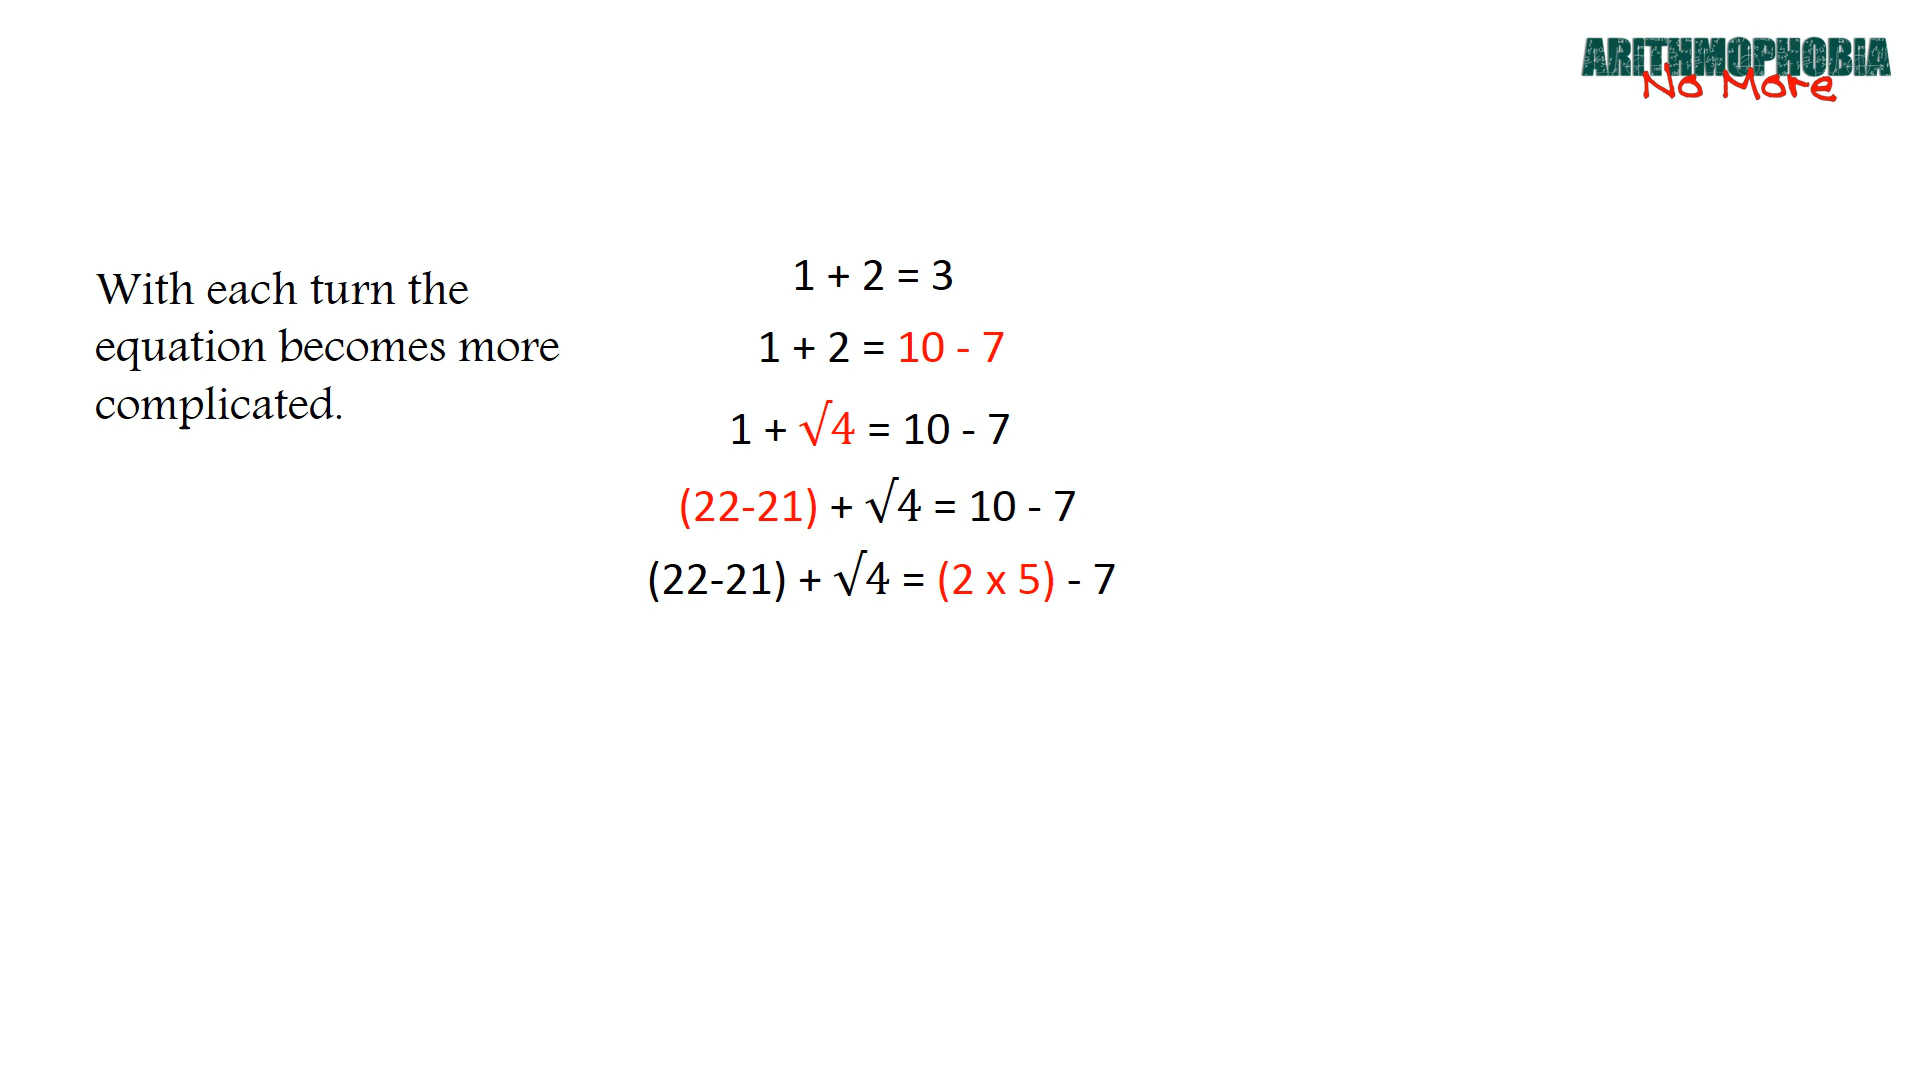 ARITHMOPHOBIA
No More
With each turn the
equation becomes more
complicated.
1 + 2 = 3
1 + 2 = 10 - 7
1 + √4 = 10 - 7
(22-21) + √4 = 10 - 7
(22-21) + √4 = (2 x 5) - 7